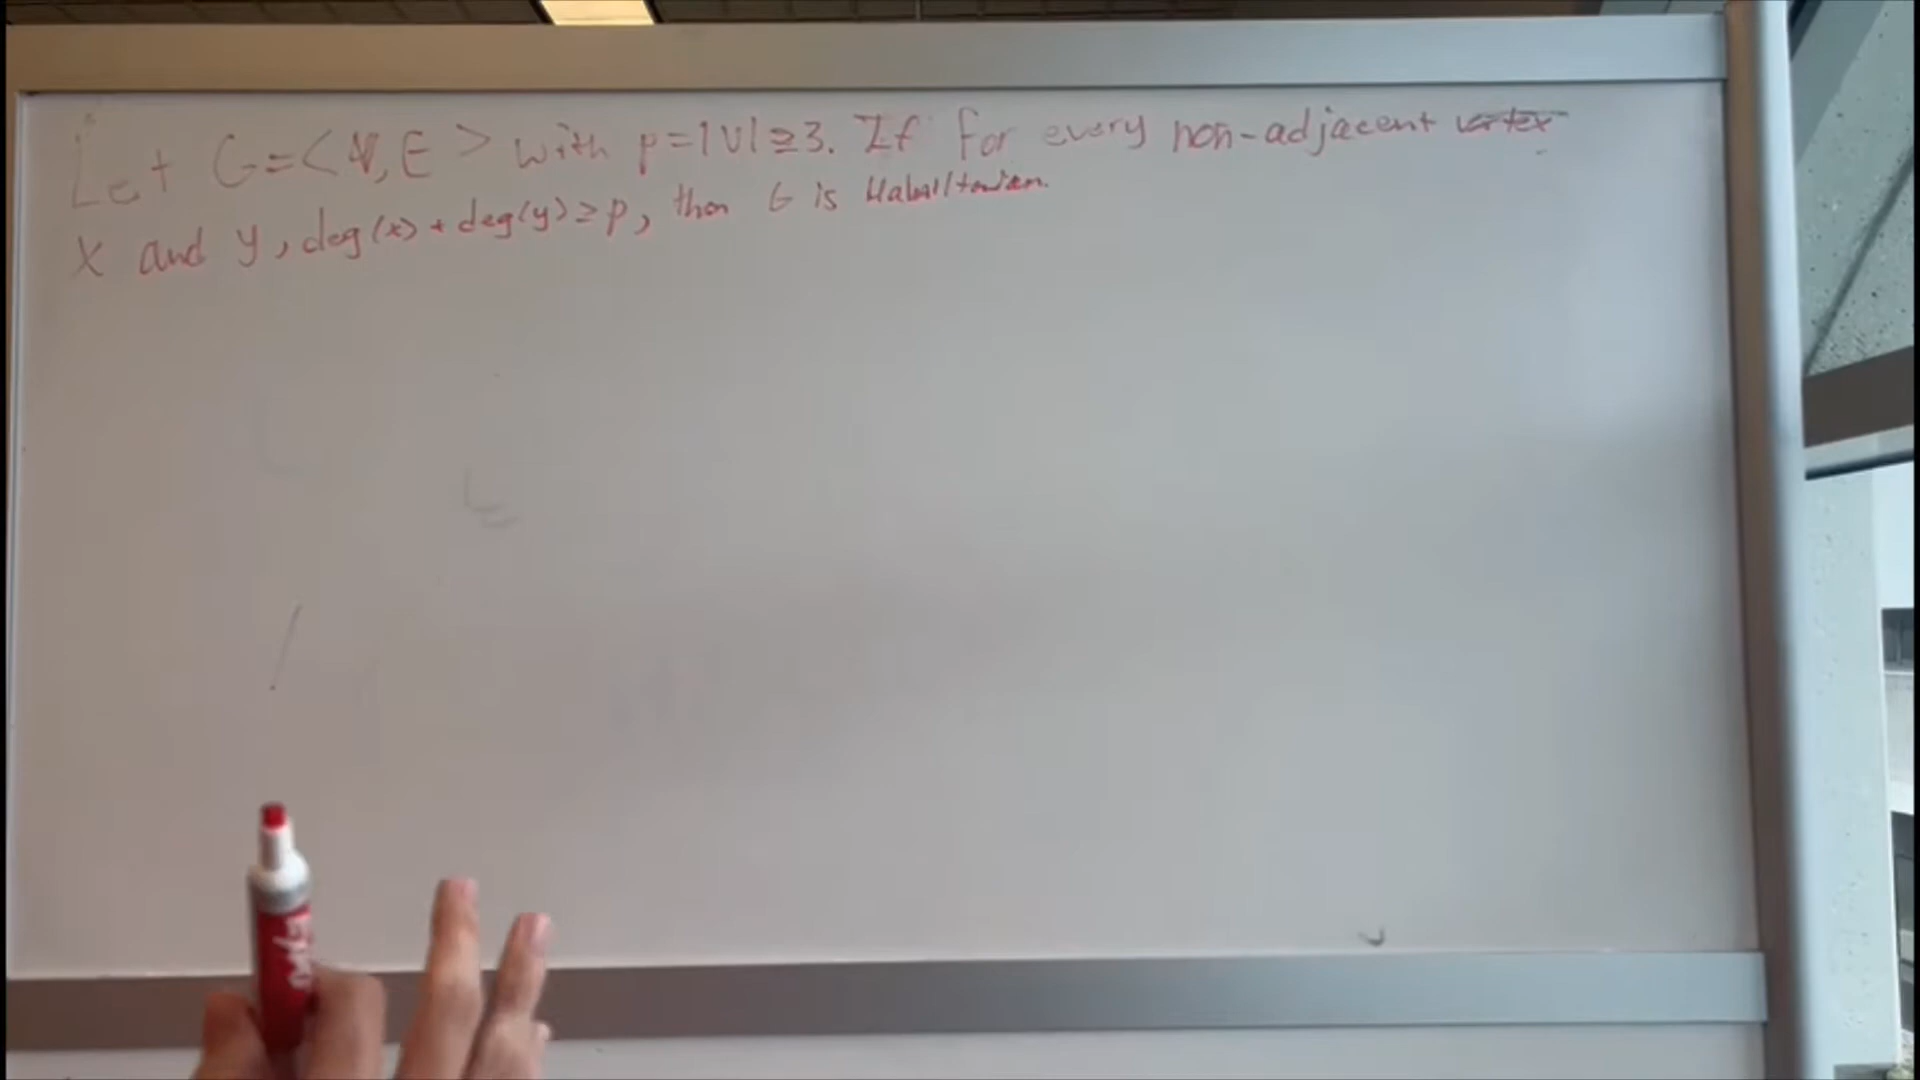 Let G=<V,E> with p=|V|≥3. If for every non-adjacent vertex
x and y, deg(x)+deg(y)≥p, then G is Hamiltonian.